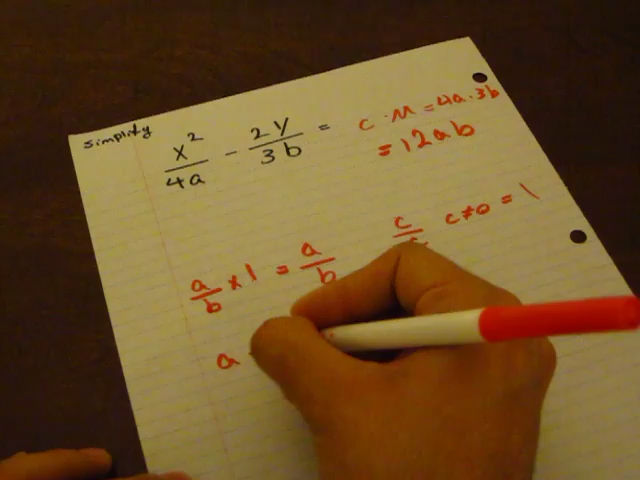 simplify
x²/4a - 2y/3b =
C.M = 4a.3b
= 12ab
a/b x 1 = a/b
c/c c≠0 = 1
a